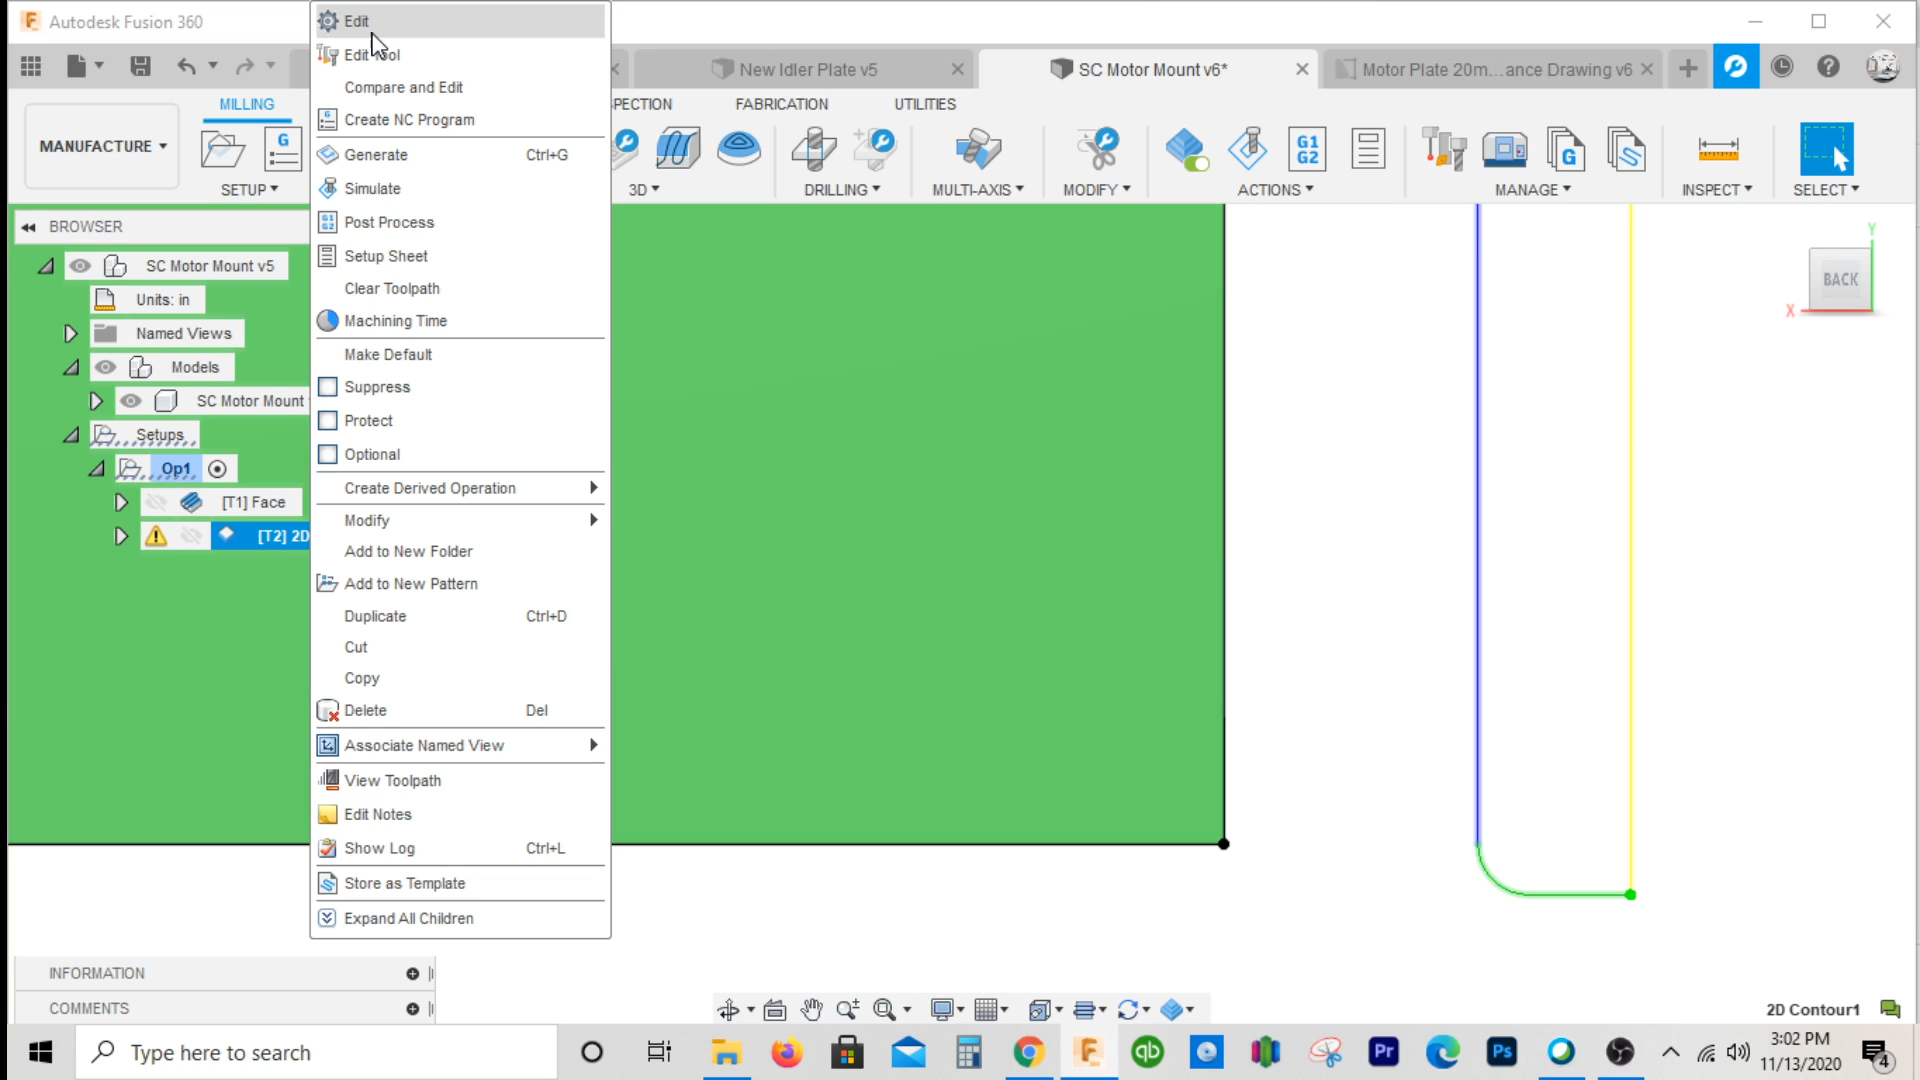 Autodesk Fusion 360
New Idler Plate v5
SC Motor Mount v6*
Motor Plate 20m...ance Drawing v6
MANUFACTURE
MILLING
PECTION
FABRICATION
UTILITIES
SETUP
3D
DRILLING
MULTI-AXIS
MODIFY
ACTIONS
MANAGE
INSPECT
SELECT
G1
G2
BROWSER
SC Motor Mount v5
Units: in
Named Views
Models
SC Motor Mount
Setups
Op1
[T1] Face
[T2] 2D
Edit
Edit Tool
Compare and Edit
Create NC Program
Generate Ctrl+G
Simulate
Post Process
Setup Sheet
Clear Toolpath
Machining Time
Make Default
Suppress
Protect
Optional
Create Derived Operation
Modify
Add to New Folder
Add to New Pattern
Duplicate Ctrl+D
Cut
Copy
Delete Del
Associate Named View
View Toolpath
Edit Notes
Show Log Ctrl+L
Store as Template
Expand All Children
Y
BACK
X
INFORMATION
COMMENTS
2D Contour1
Type here to search
qb
Pr
Ps
3:02 PM
11/13/2020
4